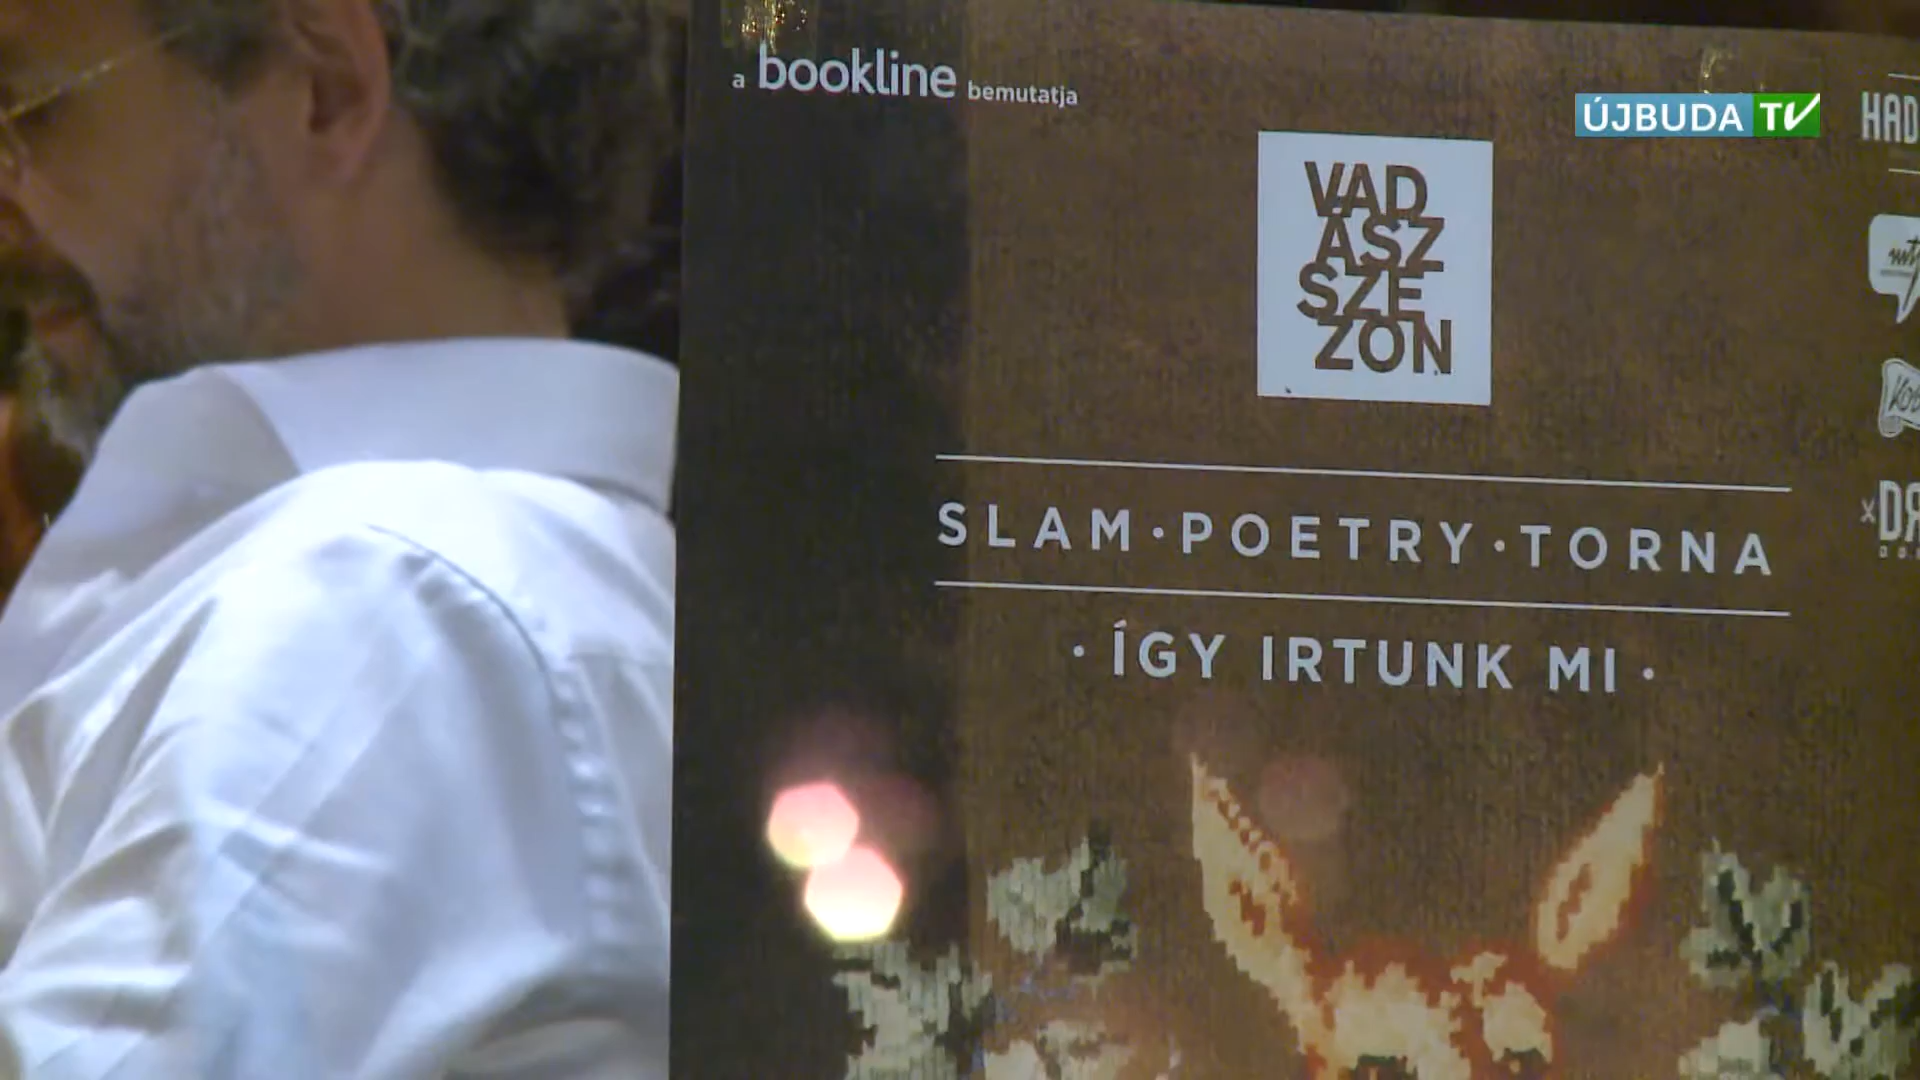 a bookline bemutatja
ÚJBUDA TV
VAD
ÁSZ
SZE
ZON
SLAM·POETRY·TORNA
· ÍGY IRTUNK MI ·